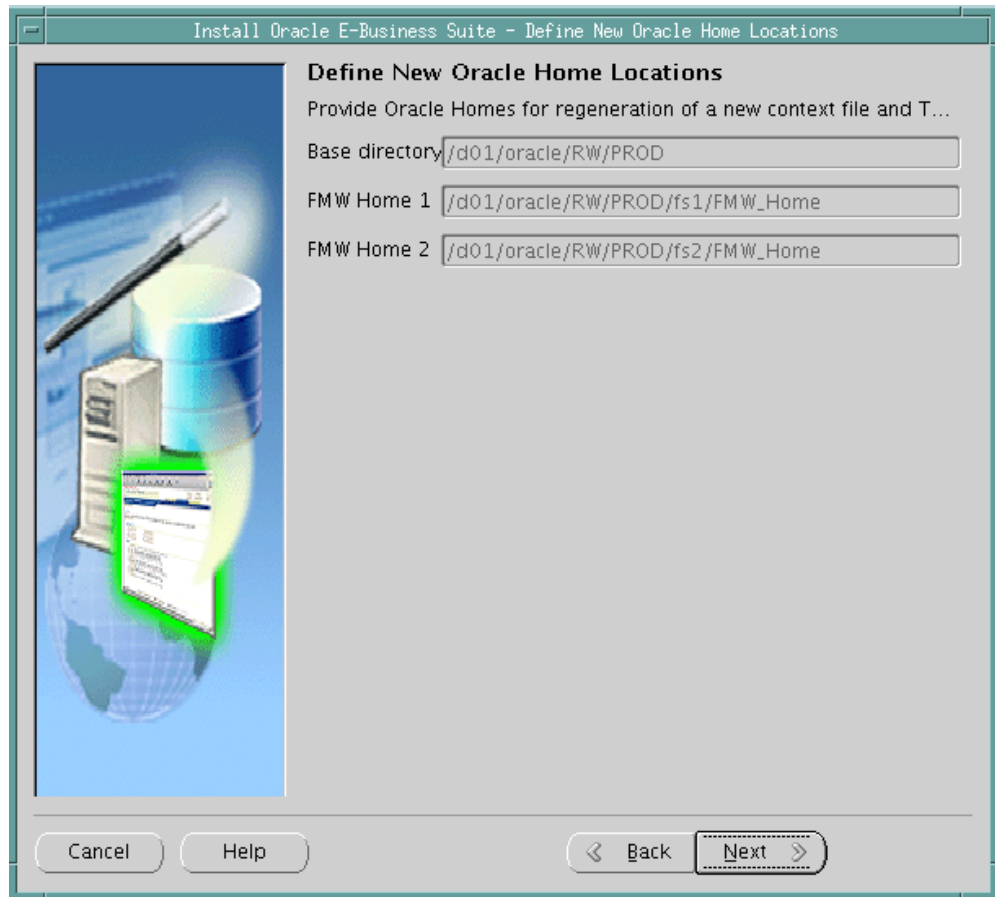 Install Oracle E-Business Suite - Define New Oracle Home Locations
Define New Oracle Home Locations
Provide Oracle Homes for regeneration of a new context file and T...
Base directory /d01/oracle/RW/PROD
FMW Home 1 /d01/oracle/RW/PROD/fs1/FMW_Home
FMW Home 2 /d01/oracle/RW/PROD/fs2/FMW_Home
Cancel Help Back Next